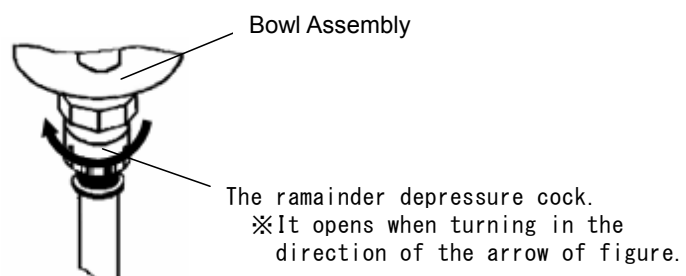 Bowl Assembly
The ramainder depressure cock.
※It opens when turning in the
direction of the arrow of figure.